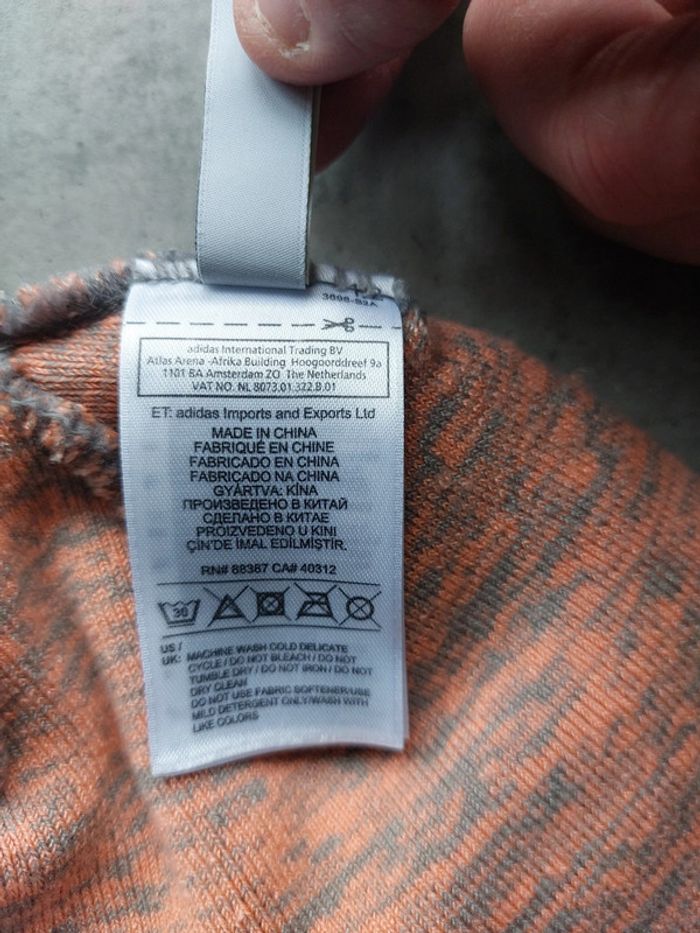 3698-S2A
adidas International Trading BV
Atlas Arena -Afrika Building Hoogoorddreef 9a
1101 BA Amsterdam ZO The Netherlands
VAT NO. NL 8073.01.322.B.01
ET: adidas Imports and Exports Ltd
MADE IN CHINA
FABRIQUÉ EN CHINE
FABRICADO EN CHINA
FABRICADO NA CHINA
GYÁRTVA: KÍNA
ПРОИЗВЕДЕНО В КИТАЙ
СДЕЛАНО В КИТАЕ
PROIZVEDENO U KINI
ÇİN'DE İMAL EDİLMİŞTİR.
RN# 88387 CA# 40312
30
US /
UK: MACHINE WASH COLD DELICATE
CYCLE / DO NOT BLEACH / DO NOT
TUMBLE DRY / DO NOT IRON / DO NOT
DRY CLEAN
DO NOT USE FABRIC SOFTENER/USE
MILD DETERGENT ONLY/WASH WITH
LIKE COLORS